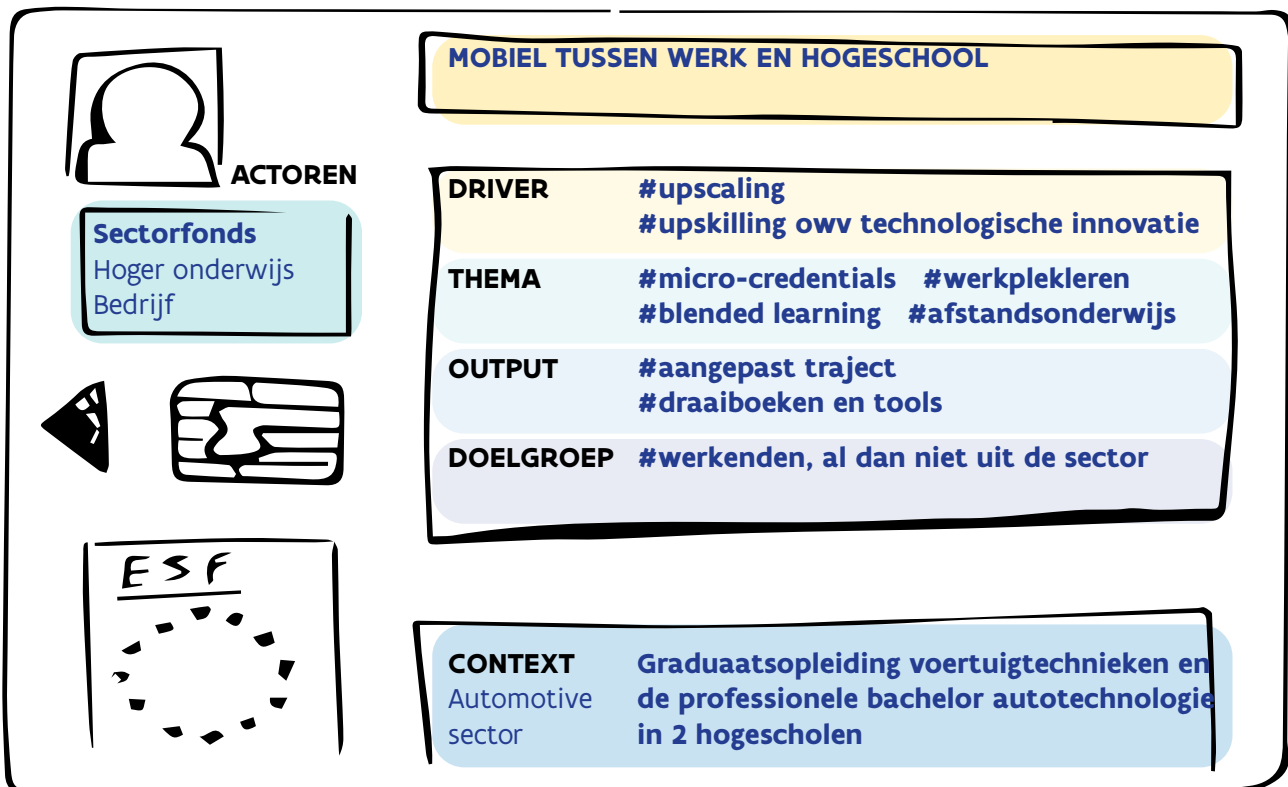 MOBIEL TUSSEN WERK EN HOGESCHOOL
ACTOREN
Sectorfonds
Hoger onderwijs
Bedrijf
DRIVER #upscaling
#upskilling owv technologische innovatie
THEMA #micro-credentials #werkplekleren
#blended learning #afstandsonderwijs
OUTPUT #aangepast traject
#draaiboeken en tools
DOELGROEP #werkenden, al dan niet uit de sector
ESF
CONTEXT Graduaatsopleiding voertuigtechnieken en
Automotive de professionele bachelor autotechnologie
sector in 2 hogescholen